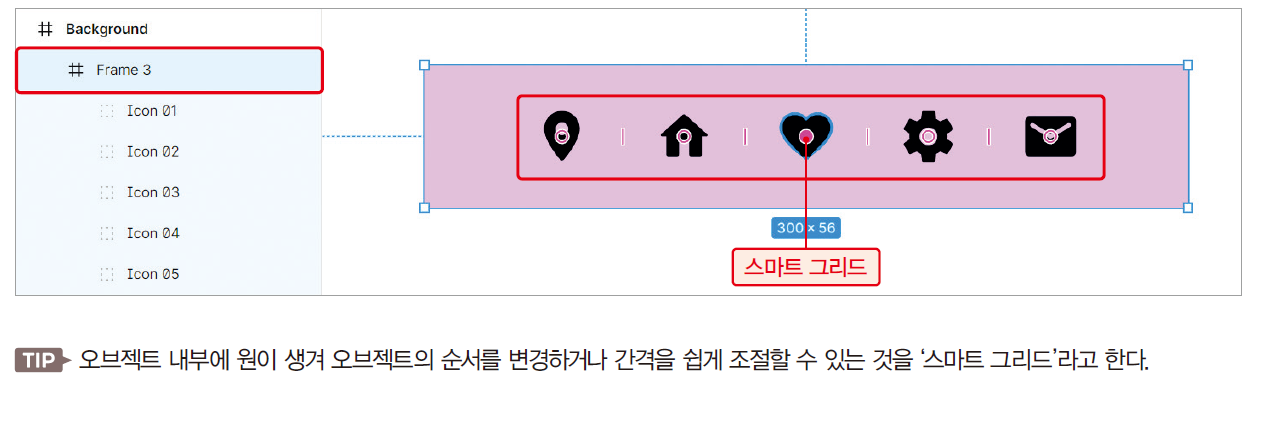 Background
Frame 3
Icon 01
Icon 02
Icon 03
Icon 04
Icon 05
300 × 56
스마트 그리드
TIP 오브젝트 내부에 원이 생겨 오브젝트의 순서를 변경하거나 간격을 쉽게 조절할 수 있는 것을 ‘스마트 그리드’라고 한다.